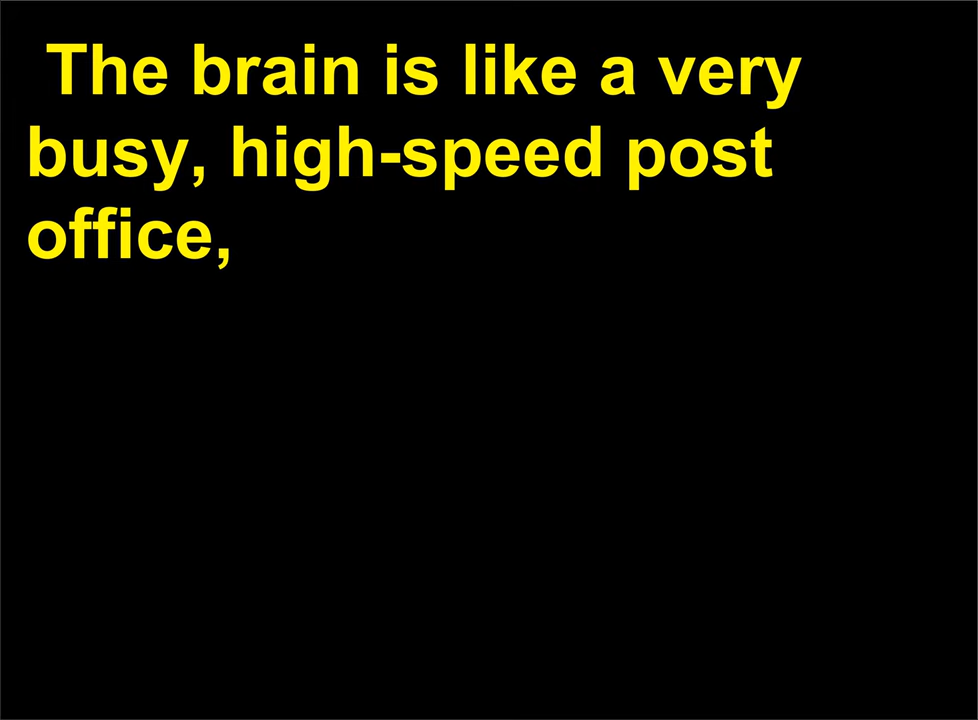 The brain is like a very
busy, high-speed post
office,